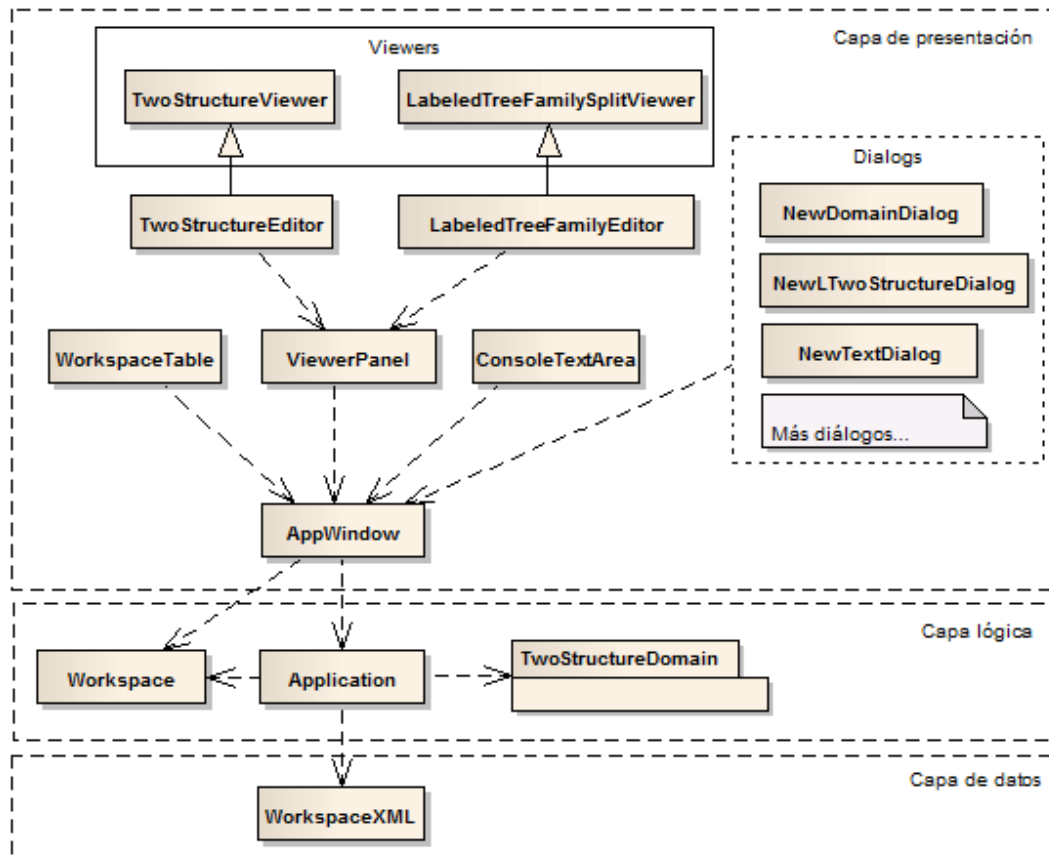 Capa de presentación
Viewers
TwoStructureViewer
LabeledTreeFamilySplitViewer
Dialogs
NewDomainDialog
TwoStructureEditor
LabeledTreeFamilyEditor
NewLTwoStructureDialog
WorkspaceTable
ViewerPanel
ConsoleTextArea
NewTextDialog
Más diálogos...
AppWindow
Capa lógica
Workspace
Application
TwoStructureDomain
Capa de datos
WorkspaceXML